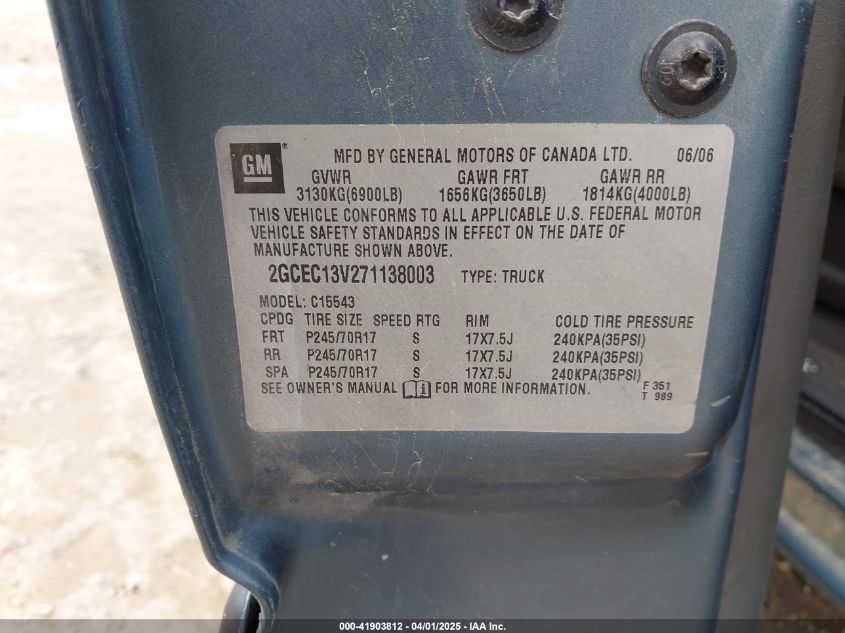 GM ® MFD BY GENERAL MOTORS OF CANADA LTD. 06/06
GVWR GAWR FRT GAWR RR
3130KG(6900LB) 1656KG(3650LB) 1814KG(4000LB)
THIS VEHICLE CONFORMS TO ALL APPLICABLE U.S. FEDERAL MOTOR
VEHICLE SAFETY STANDARDS IN EFFECT ON THE DATE OF
MANUFACTURE SHOWN ABOVE.
2GCEC13V271138003 TYPE: TRUCK
MODEL: C15543
CPDG TIRE SIZE SPEED RTG RIM COLD TIRE PRESSURE
FRT P245/70R17 S 17X7.5J 240KPA(35PSI)
RR P245/70R17 S 17X7.5J 240KPA(35PSI)
SPA P245/70R17 S 17X7.5J 240KPA(35PSI)
SEE OWNER'S MANUAL FOR MORE INFORMATION.
F 351
T 989
000-41903812 - 04/01/2025 - IAA Inc.